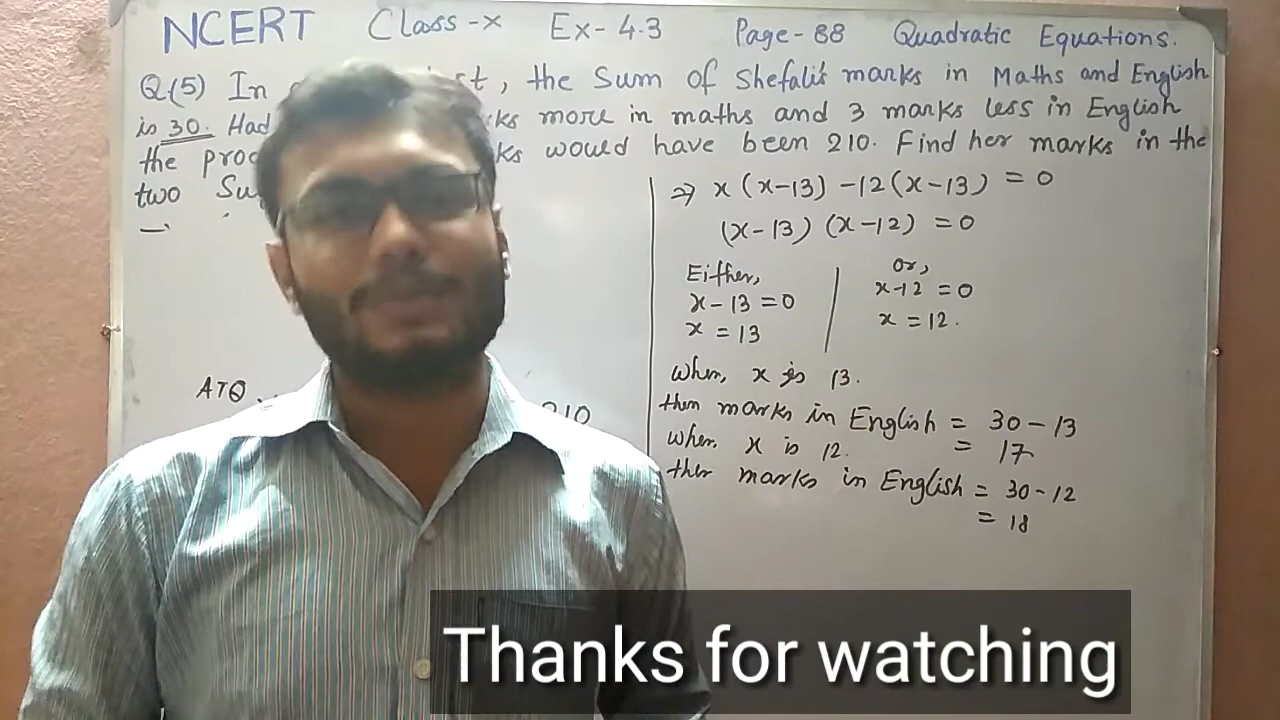 NCERT Class-x Ex-4.3 Page-88 Quadratic Equations.
Q(5) In st, the Sum of Shefali's marks in Maths and English
is 30. Had ks more in maths and 3 marks less in English
the pro ks would have been 210. Find her marks in the
two Su
⇒ x(x-13) -12(x-13) = 0
(x-13) (x-12) = 0
Either,
x-13 = 0
x = 13
or,
x-12 = 0
x = 12.
when, x is 13.
then marks in English = 30-13
= 17
when x is 12.
then marks in English = 30-12
= 18
ATQ 210
Thanks for watching